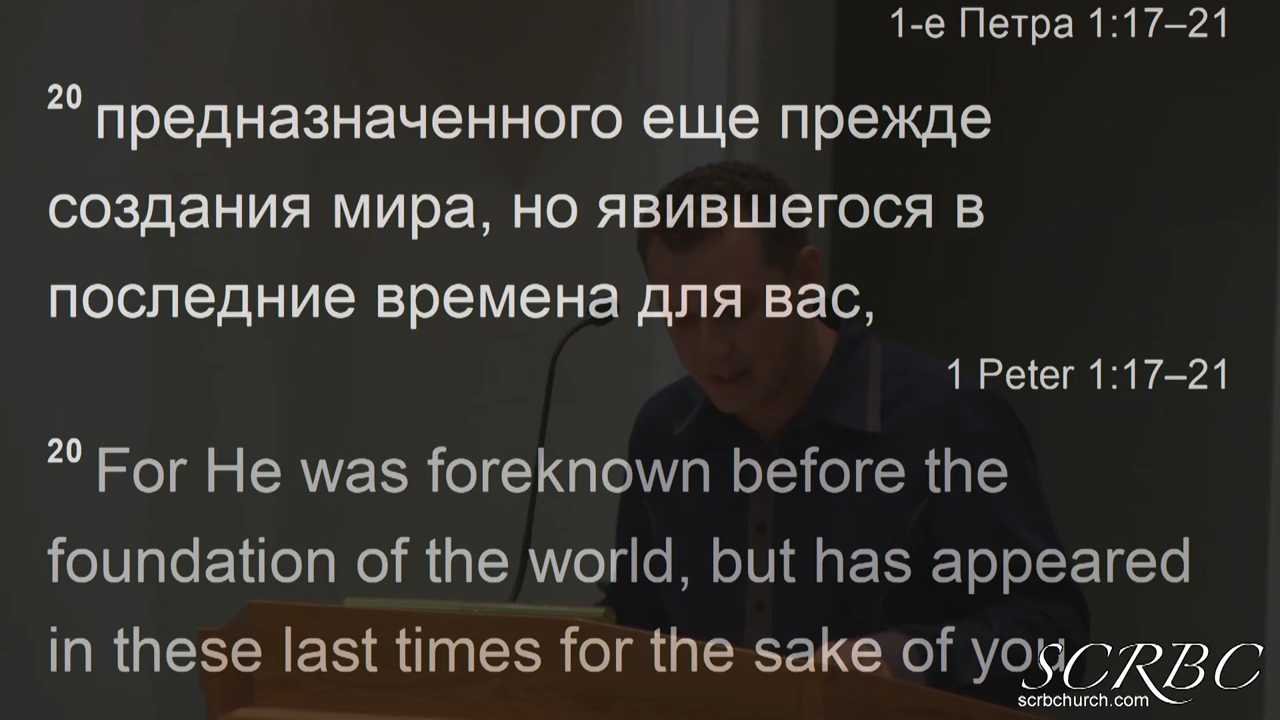 1-е Петра 1:17–21
20 предназначенного еще прежде
создания мира, но явившегося в
последние времена для вас,
1 Peter 1:17–21
20 For He was foreknown before the
foundation of the world, but has appeared
in these last times for the sake of you
SCRBC
scrbchurch.com